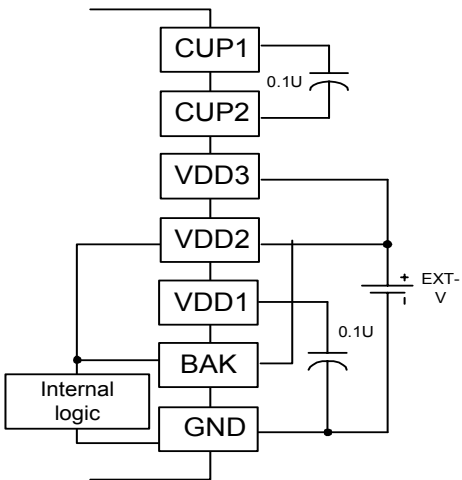 CUP1
0.1U
CUP2
VDD3
VDD2
+ EXT-
V
-
VDD1
0.1U
BAK
Internal
logic
GND